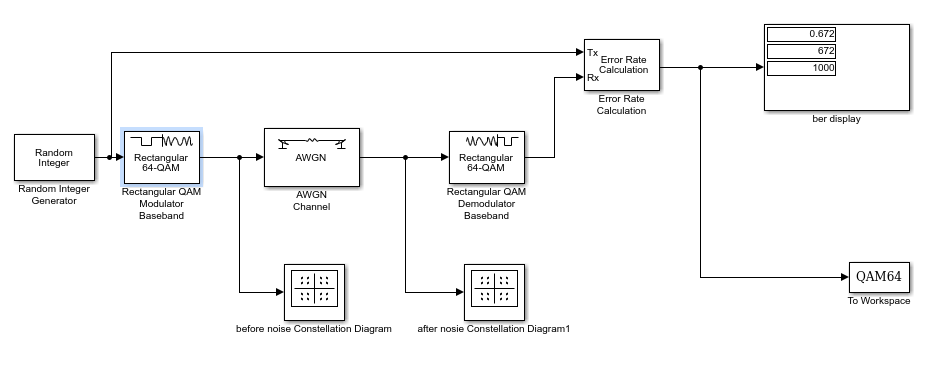 0.672
672
1000
ber display
Tx
Error Rate
Calculation
Rx
Error Rate
Calculation
Random
Integer
Random Integer
Generator
Rectangular
64-QAM
Rectangular QAM
Modulator
Baseband
AWGN
AWGN
Channel
Rectangular
64-QAM
Rectangular QAM
Demodulator
Baseband
before noise Constellation Diagram
after nosie Constellation Diagram1
QAM64
To Workspace